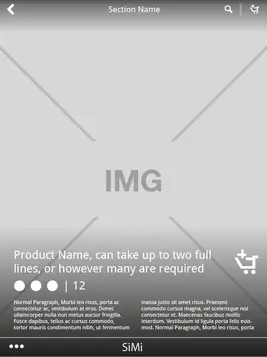 Section Name
IMG
Product Name, can take up to two full
lines, or however many are required
| 12
Normal Paragraph, Morbi leo risus, porta ac
consectetur ac, vestibulum at eros. Donec
ullamcorper nulla non metus auctor fringilla.
Fusce dapibus, tellus ac cursus commodo,
tortor mauris condimentum nibh, ut fermentum
massa justo sit amet risus. Praesent
commodo cursus magna, vel scelerisque nisl
consectetur et. Maecenas faucibus mollis
interdum. Vestibulum id ligula porta felis euis-
mod. Normal Paragraph, Morbi leo risus, porta
SiMi